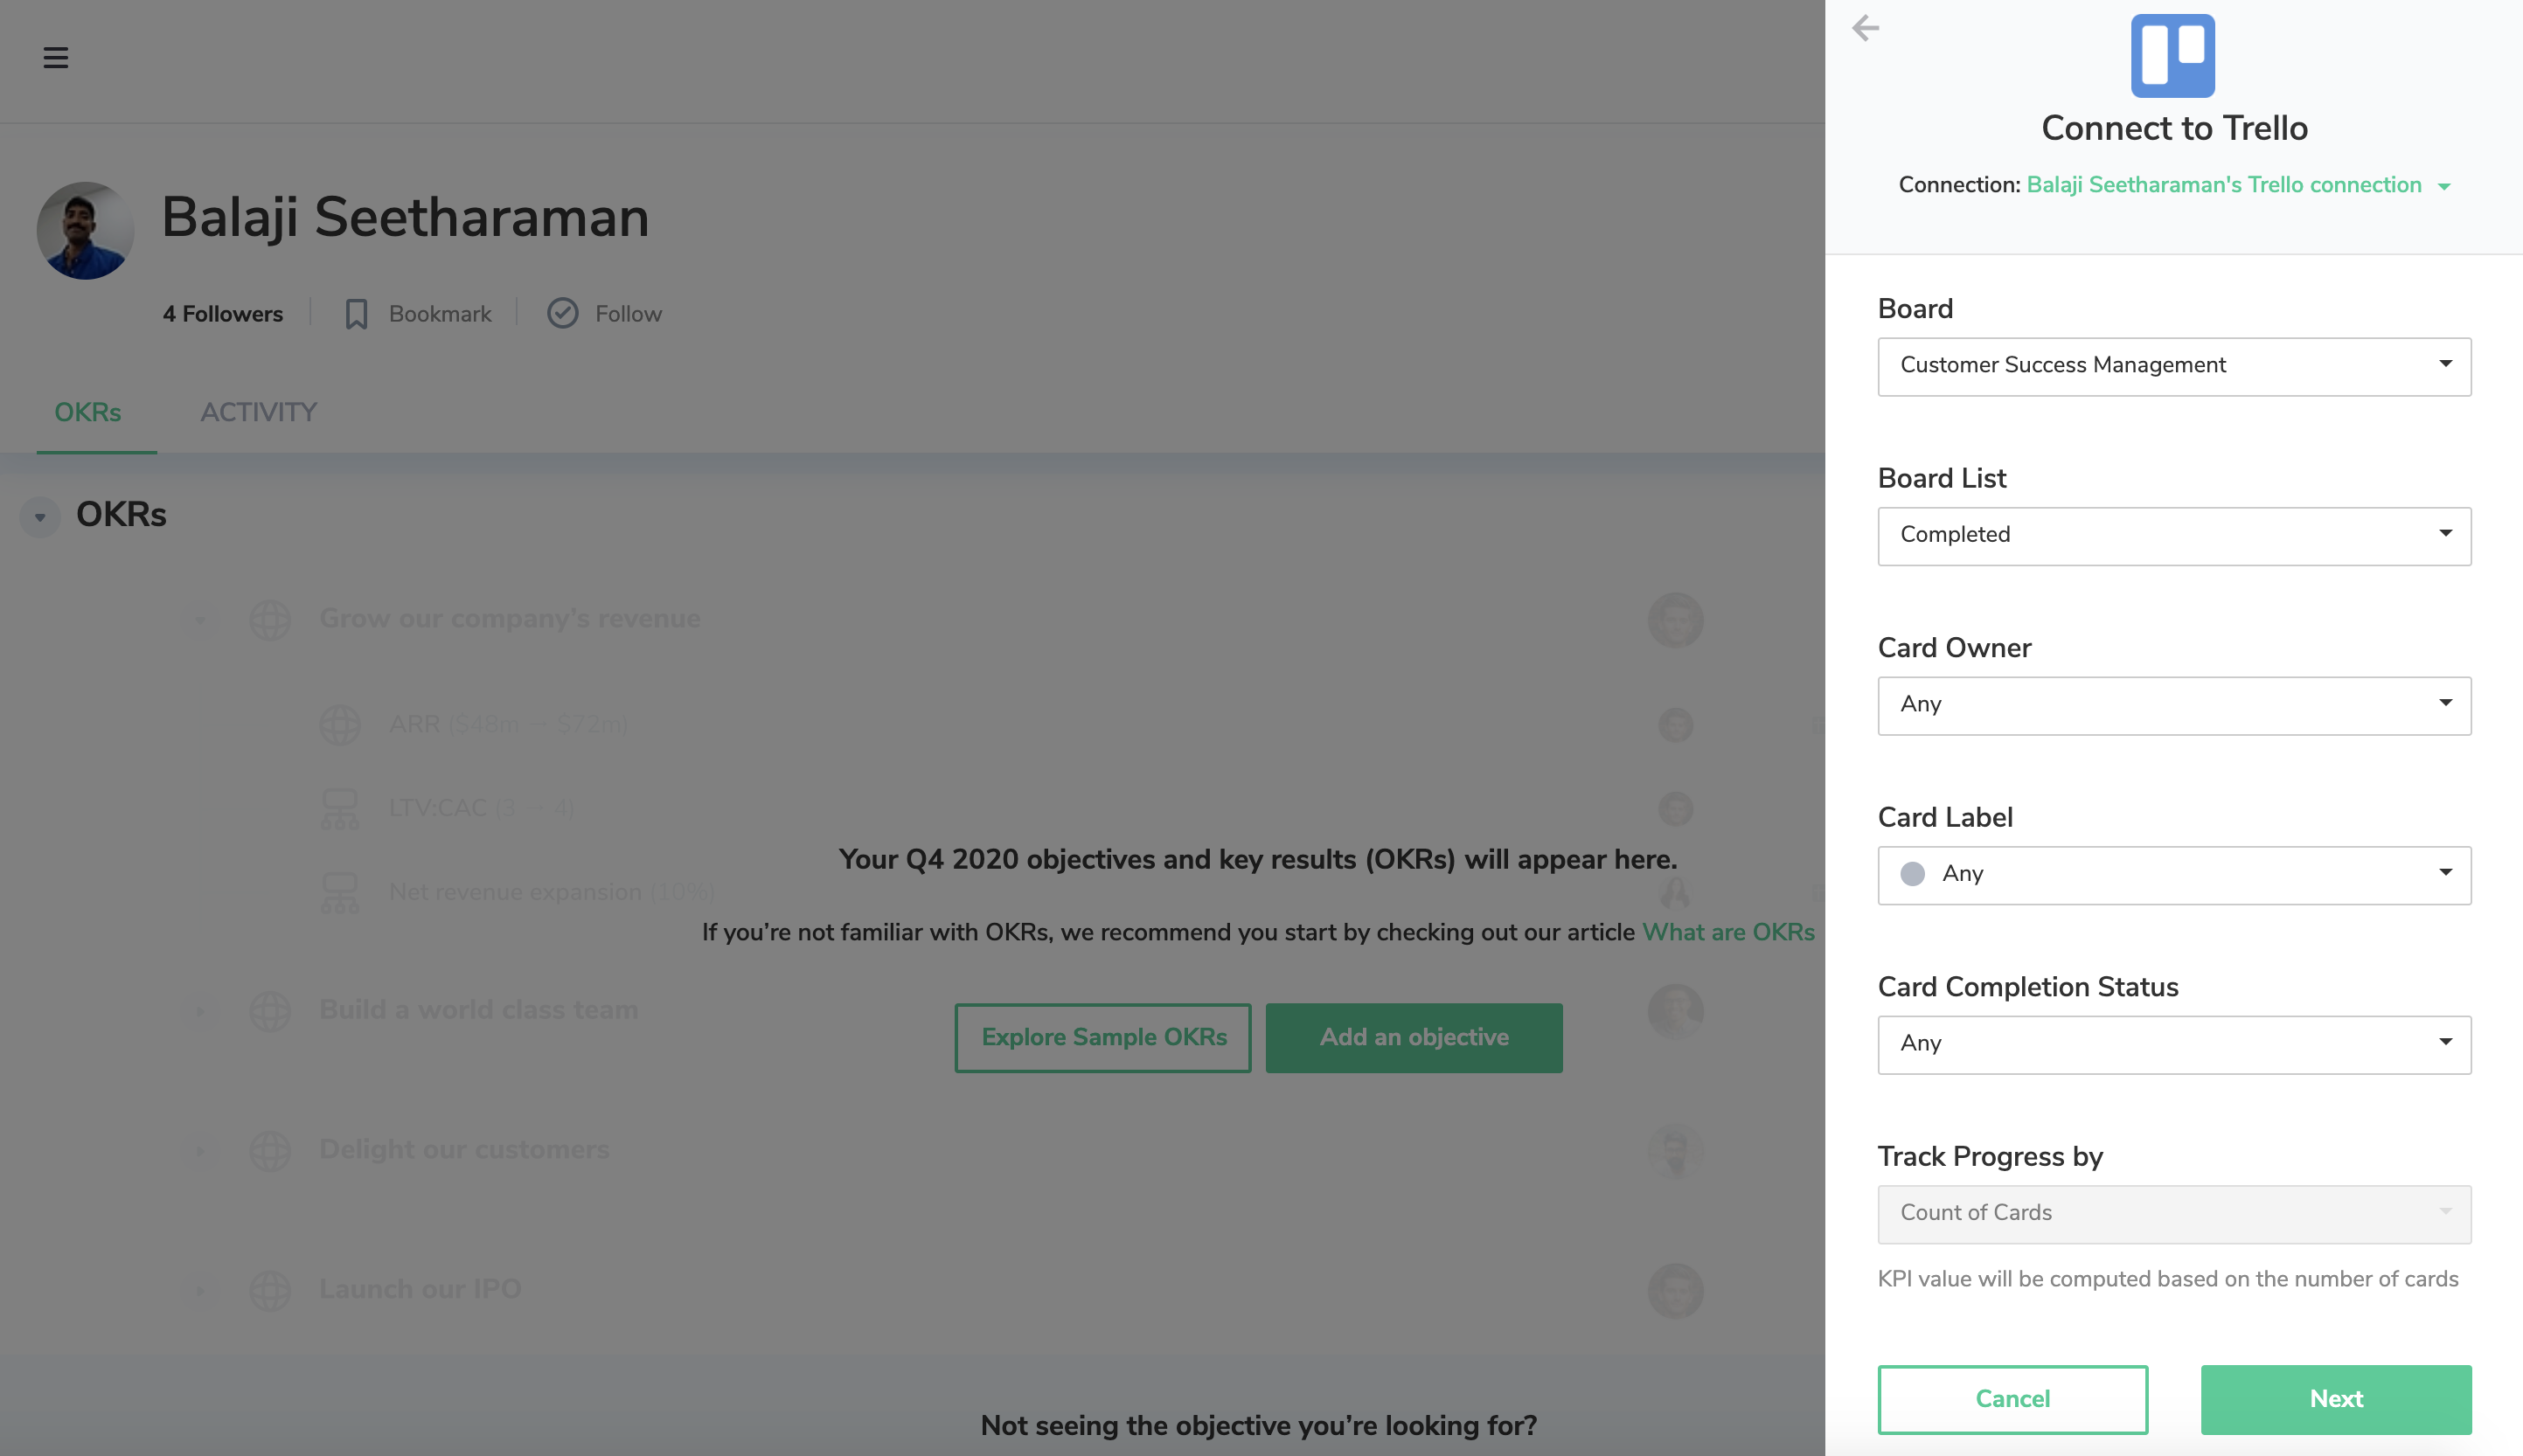 Balaji Seetharaman
4 Followers
Bookmark
Follow
OKRs
ACTIVITY
OKRs
Grow our company's revenue
ARR ($48m → $72m)
LTV:CAC (3 → 4)
Net revenue expansion (10%)
Your Q4 2020 objectives and key results (OKRs) will appear here.
If you’re not familiar with OKRs, we recommend you start by checking out our article What are OKRs
Build a world class team
Explore Sample OKRs
Add an objective
Delight our customers
Launch our IPO
Not seeing the objective you’re looking for?
Connect to Trello
Connection: Balaji Seetharaman's Trello connection
Board
Customer Success Management
Board List
Completed
Card Owner
Any
Card Label
Any
Card Completion Status
Any
Track Progress by
Count of Cards
KPI value will be computed based on the number of cards
Cancel
Next